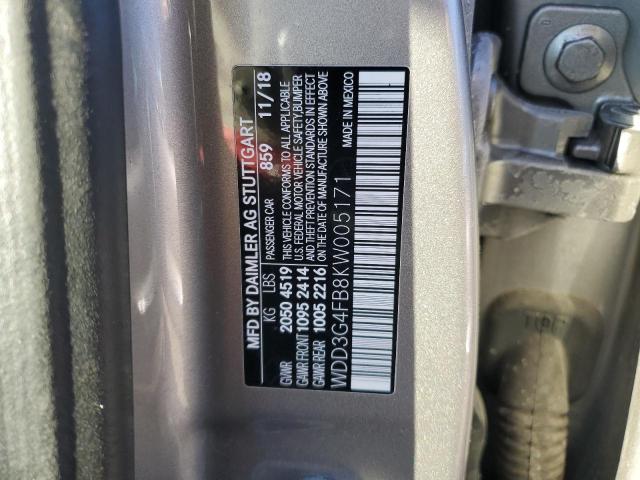 MFD BY DAIMLER AG STUTTGART
PASSENGER CAR 859 11/18
KG LBS
GVWR 2050 4519
GAWR FRONT 1095 2414
GAWR REAR 1005 2216
THIS VEHICLE CONFORMS TO ALL APPLICABLE
U.S. FEDERAL MOTOR VEHICLE SAFETY, BUMPER
AND THEFT PREVENTION STANDARDS IN EFFECT
ON THE DATE OF MANUFACTURE SHOWN ABOVE
MADE IN MEXICO
WDD3G4FB8KW005171